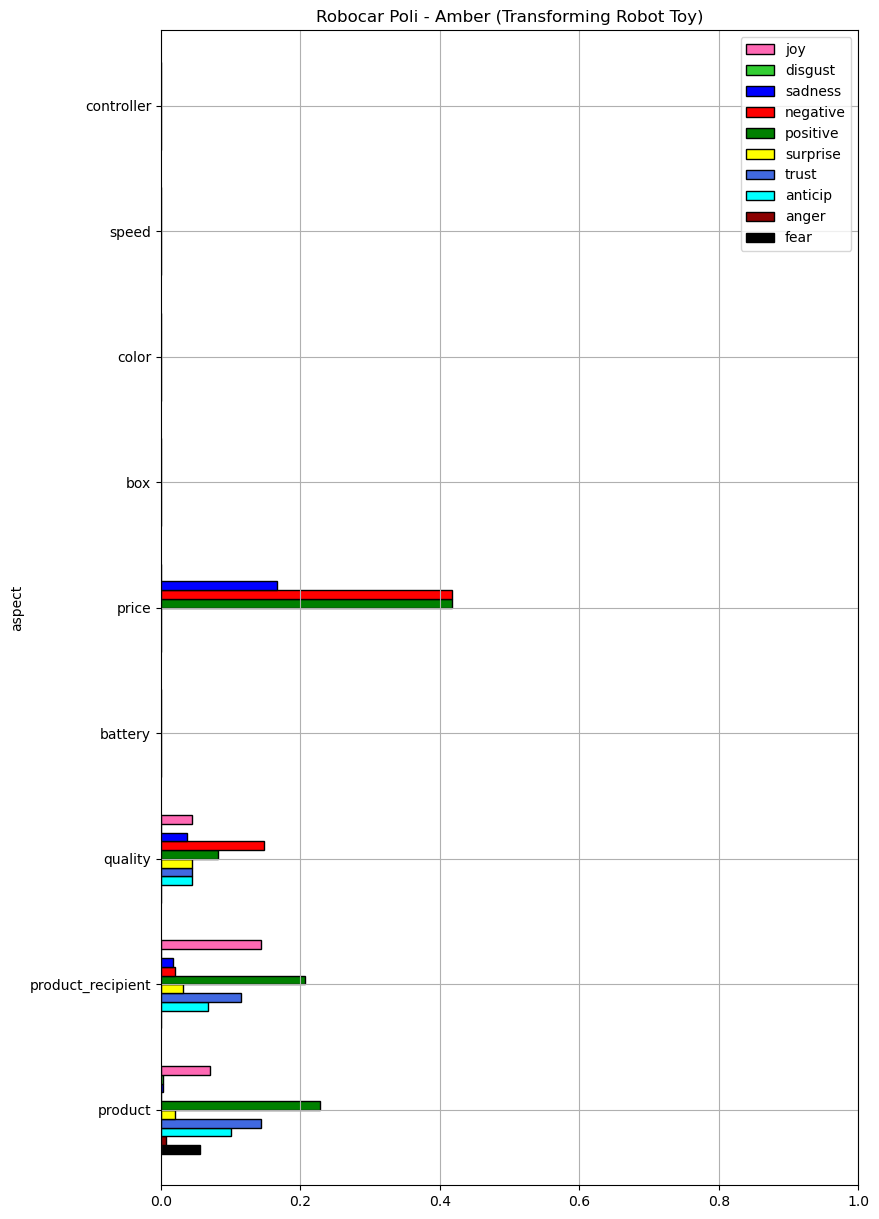 Robocar Poli - Amber (Transforming Robot Toy)
joy
disgust
sadness
negative
positive
surprise
trust
anticip
anger
fear
controller
speed
color
box
price
battery
quality
product_recipient
product
aspect
0.0 0.2 0.4 0.6 0.8 1.0